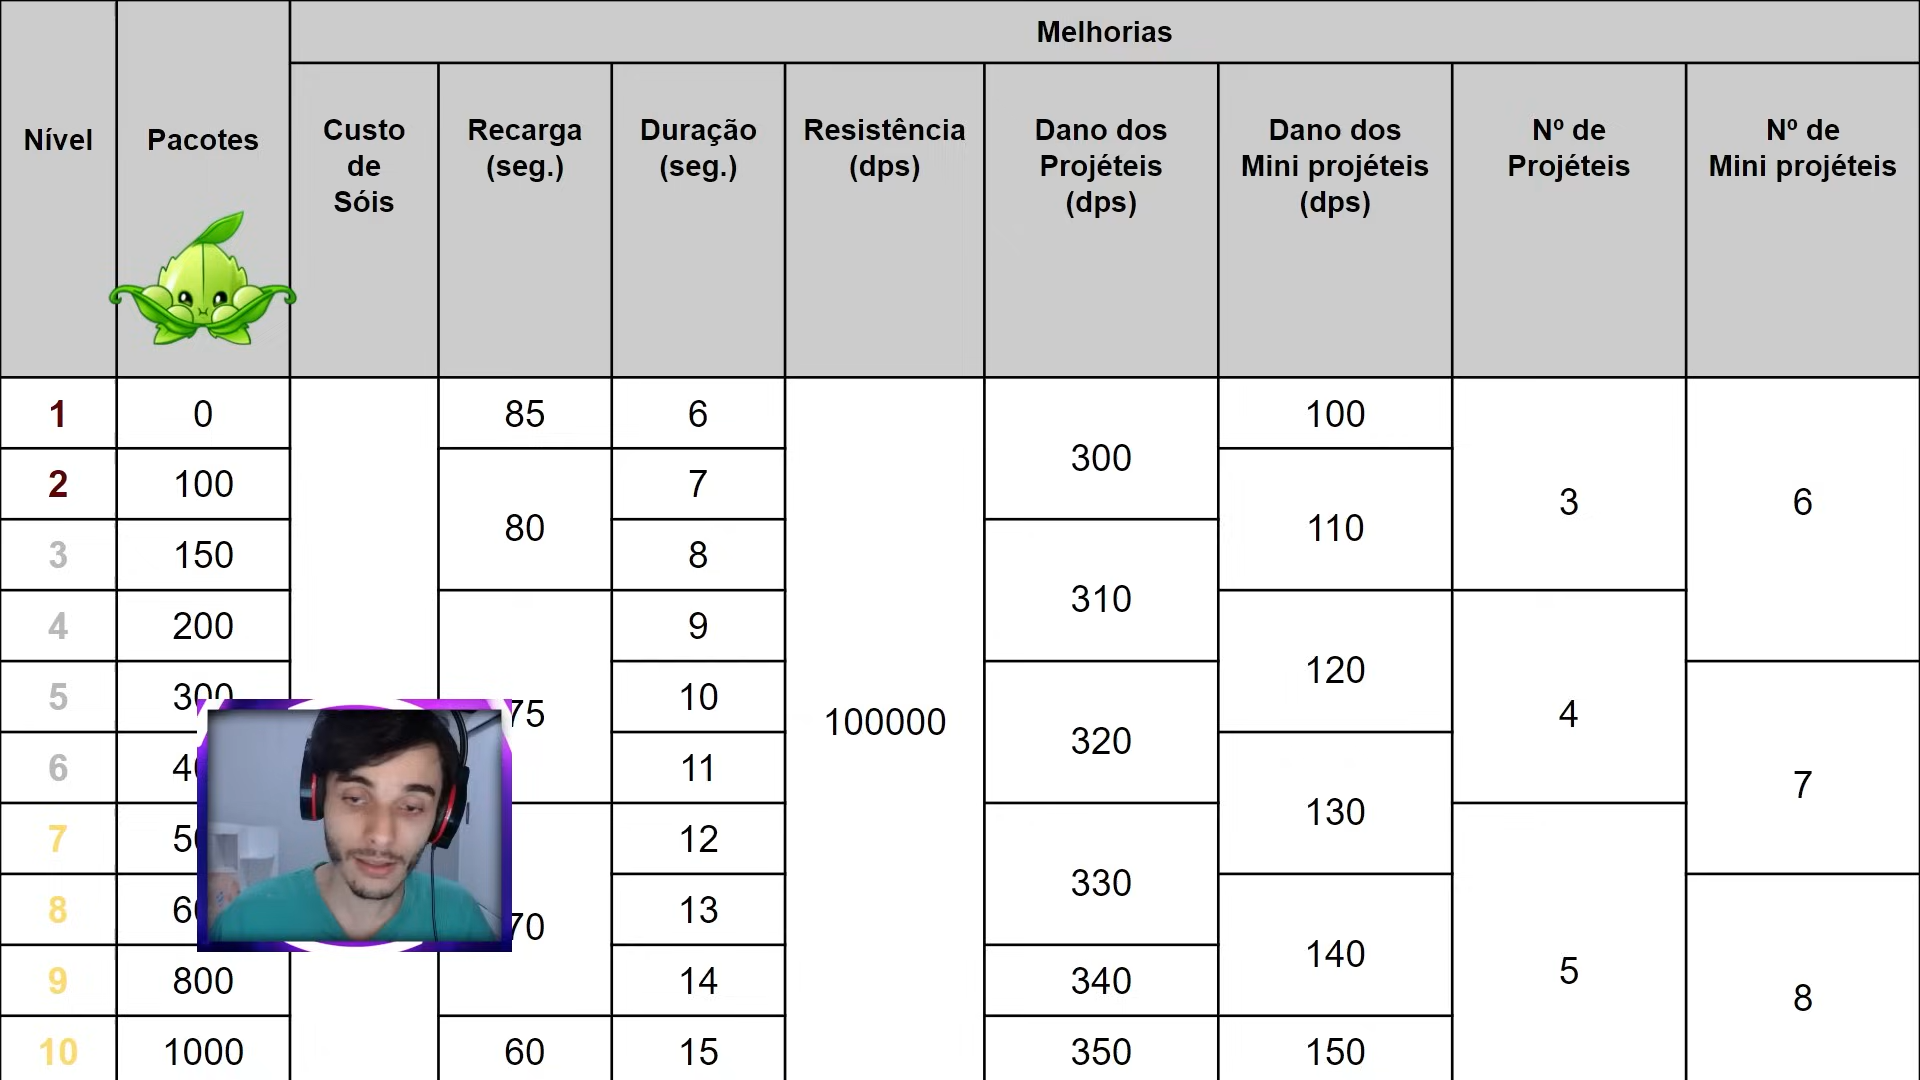 Melhorias
Nível
Pacotes
Custo
de
Sóis
Recarga
(seg.)
Duração
(seg.)
Resistência
(dps)
Dano dos
Projéteis
(dps)
Dano dos
Mini projéteis
(dps)
Nº de
Projéteis
Nº de
Mini projéteis
1 0 85 6 100
300
2 100 7
3 6
80 110
3 150 8
310
4 200 9
120
5 300 10
75 100000 4
320
6 11
7
130
7 12
330
8 13
70
140
5
9 800 14 340
8
10 1000 60 15 350 150